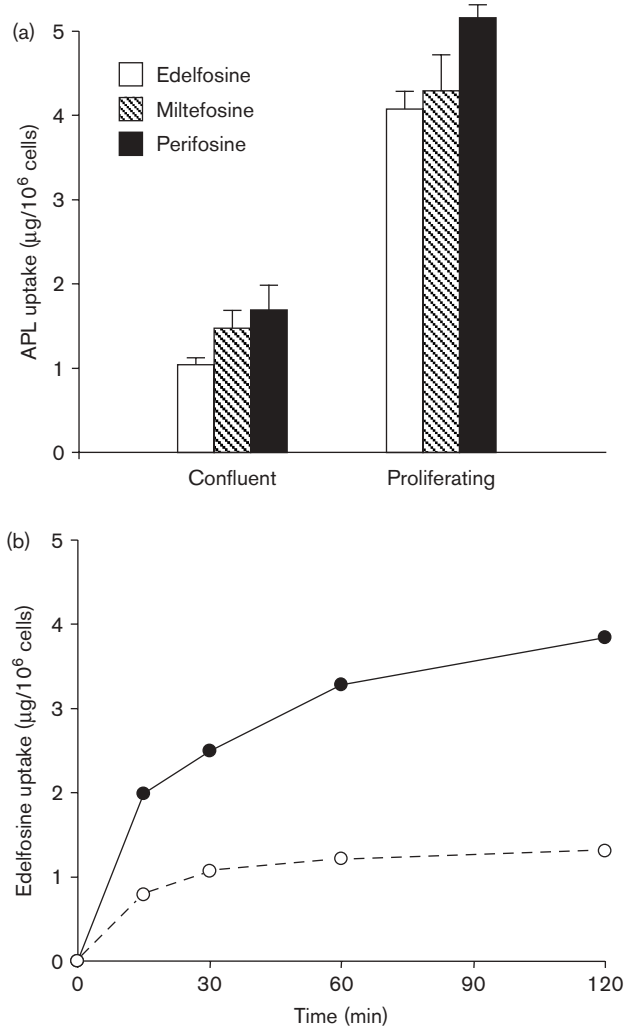 (a)
5
4
3
2
1
0
APL uptake (µg/10⁶ cells)
Edelfosine
Miltefosine
Perifosine
Confluent
Proliferating
(b)
5
4
3
2
1
0
Edelfosine uptake (µg/10⁶ cells)
0
30
60
90
120
Time (min)